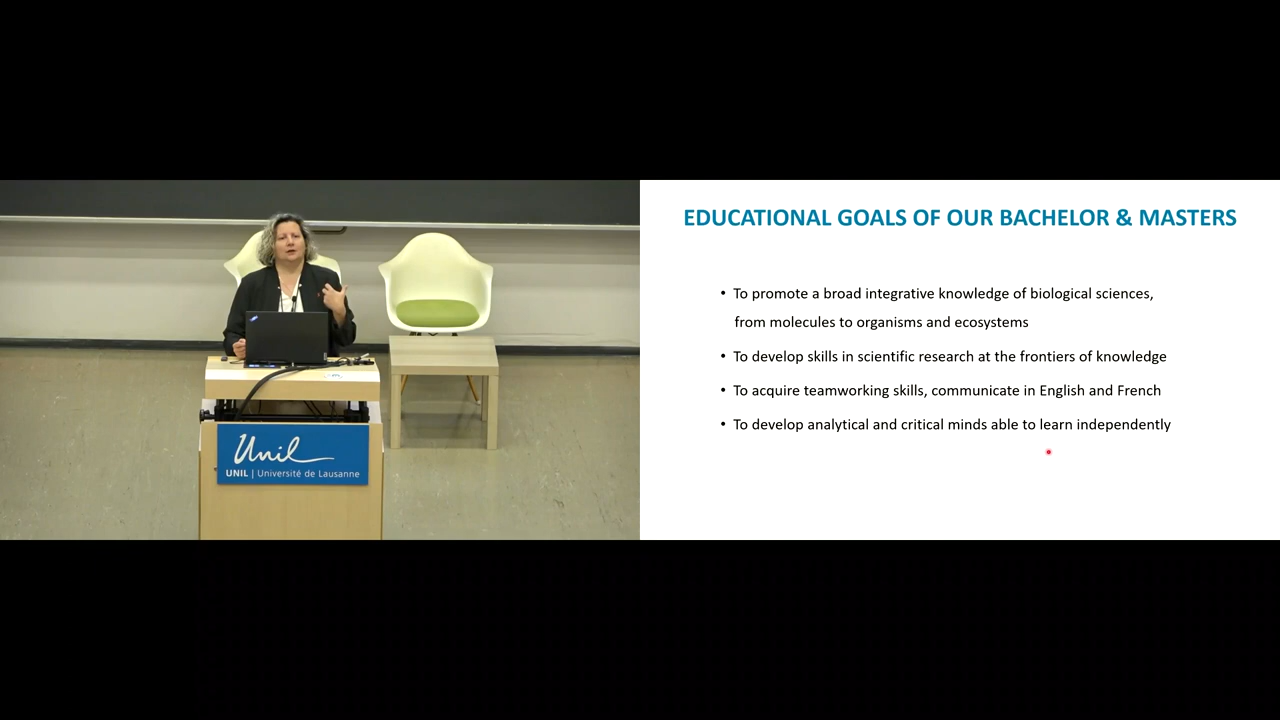 EDUCATIONAL GOALS OF OUR BACHELOR & MASTERS
• To promote a broad integrative knowledge of biological sciences,
from molecules to organisms and ecosystems
• To develop skills in scientific research at the frontiers of knowledge
• To acquire teamworking skills, communicate in English and French
• To develop analytical and critical minds able to learn independently
Unil
UNIL | Université de Lausanne